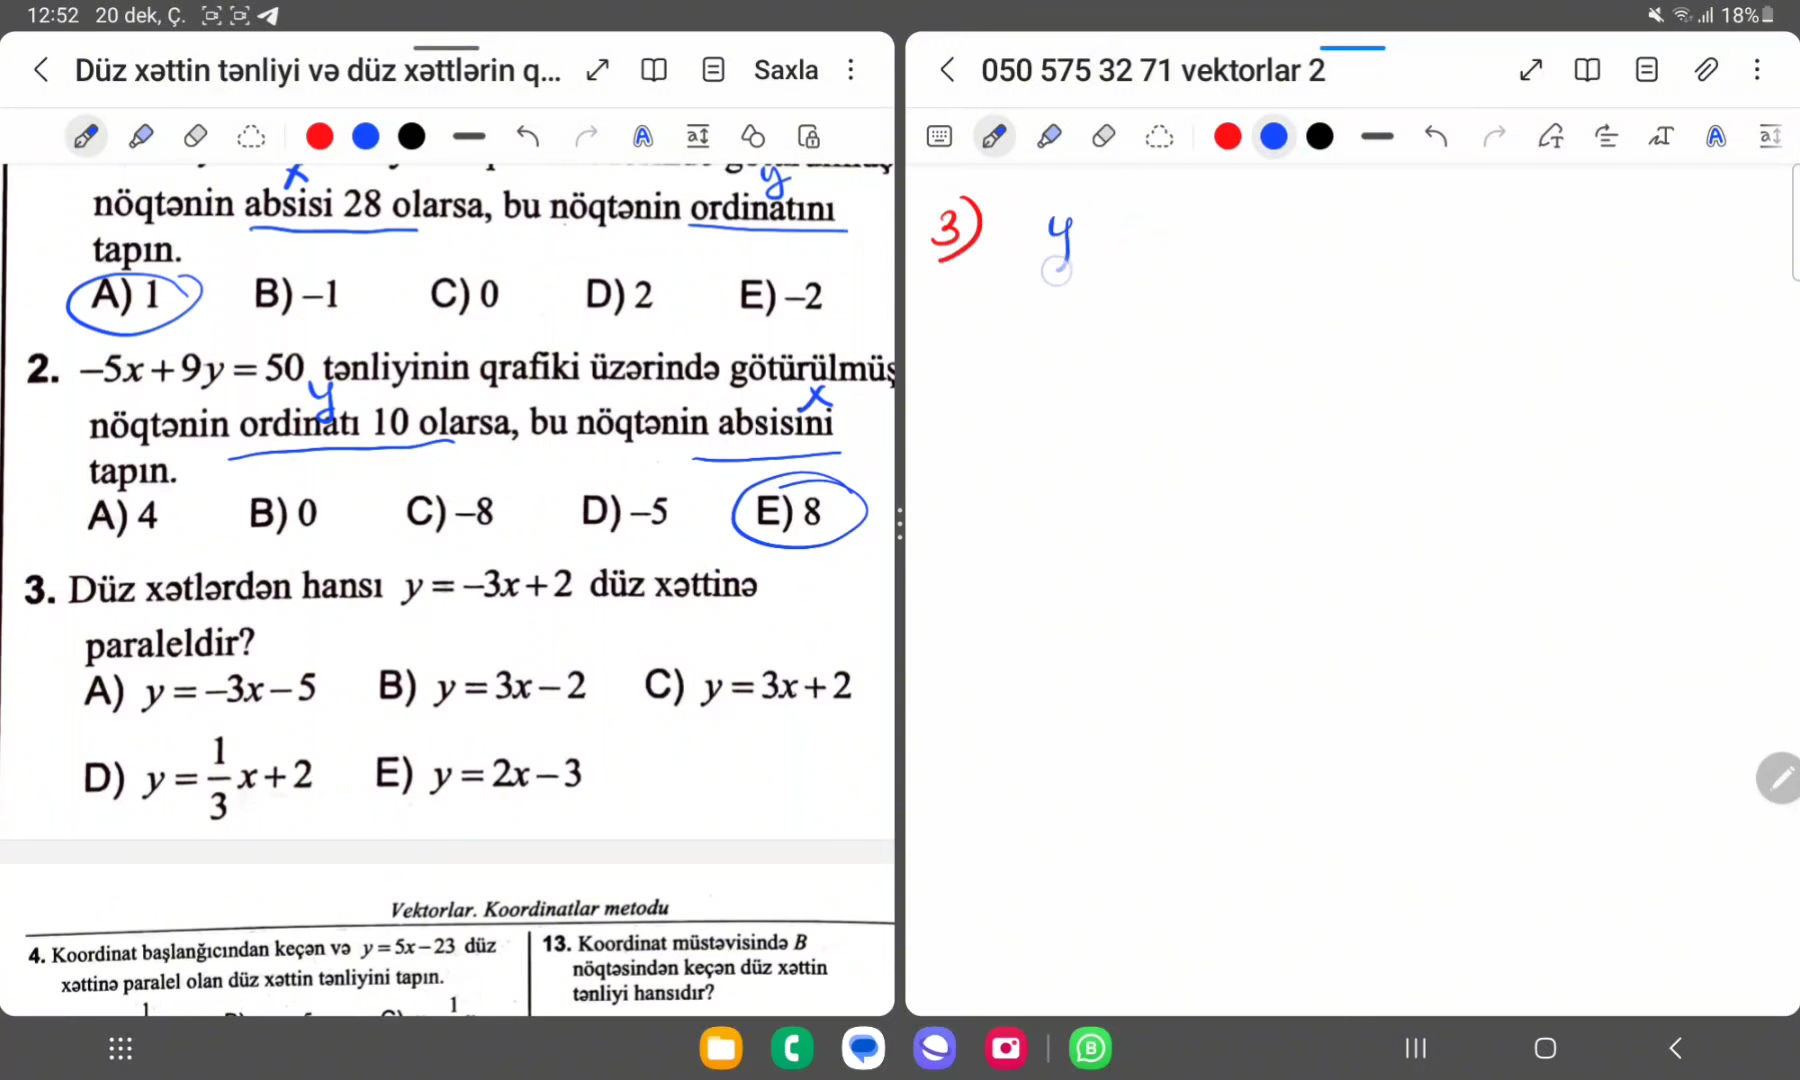 12:52 20 dek, Ç.
18%
Düz xəttin tənliyi və düz xəttlərin q...
Saxla
nöqtənin absisi 28 olarsa, bu nöqtənin ordinatını
x y
tapın.
A) 1 B) –1 C) 0 D) 2 E) –2
2. –5x + 9y = 50 tənliyinin qrafiki üzərində götürülmüş
y x
nöqtənin ordinatı 10 olarsa, bu nöqtənin absisini
tapın.
A) 4 B) 0 C) –8 D) –5 E) 8
3. Düz xətlərdən hansı y = –3x + 2 düz xəttinə
paraleldir?
A) y = –3x – 5 B) y = 3x – 2 C) y = 3x + 2
D) y = 1/3 x + 2 E) y = 2x – 3
Vektorlar. Koordinatlar metodu
4. Koordinat başlanğıcından keçən və y = 5x – 23 düz
xəttinə paralel olan düz xəttin tənliyini tapın.
13. Koordinat müstəvisində B
nöqtəsindən keçən düz xəttin
tənliyi hansıdır?
050 575 32 71 vektorlar 2
3) y